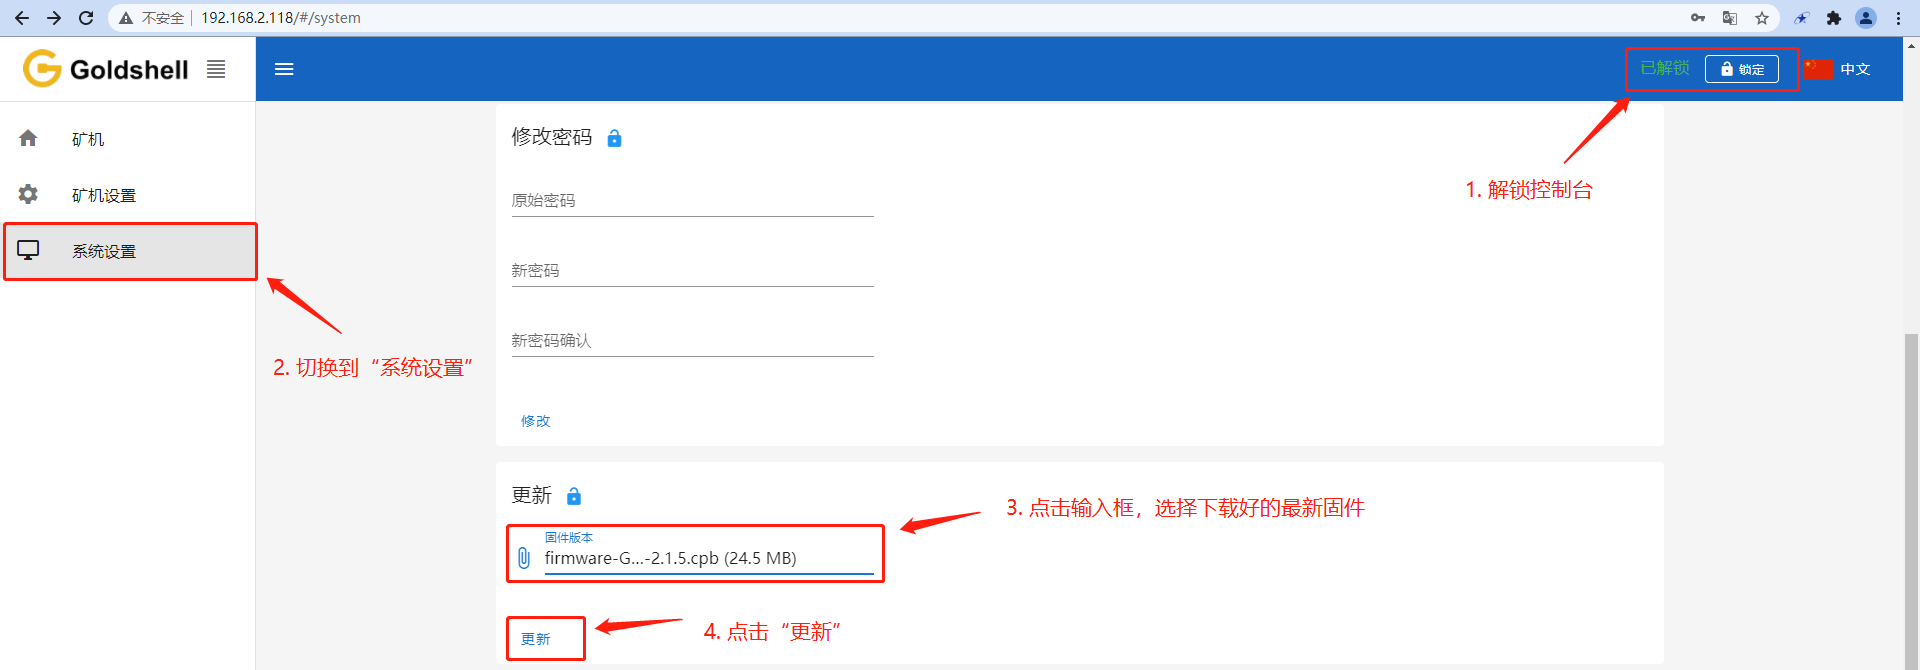 不安全 192.168.2.118/#/system
Goldshell
已解锁 锁定 中文
矿机
矿机设置
系统设置
修改密码
原始密码
新密码
新密码确认
修改
1. 解锁控制台
2. 切换到“系统设置”
更新
固件版本
firmware-G...-2.1.5.cpb (24.5 MB)
3. 点击输入框，选择下载好的最新固件
更新
4. 点击“更新”